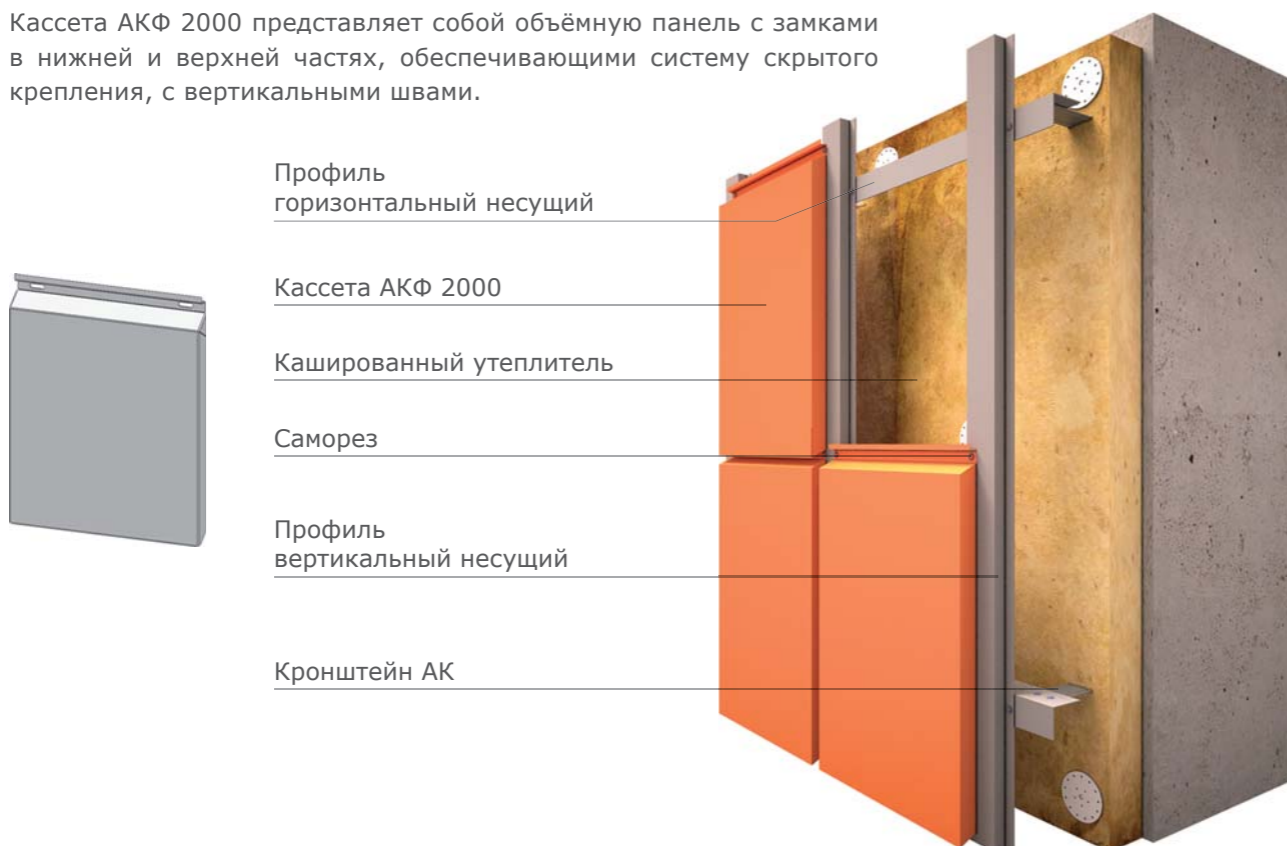 Кассета АКФ 2000 представляет собой объёмную панель с замками
в нижней и верхней частях, обеспечивающими систему скрытого
крепления, с вертикальными швами.
Профиль
горизонтальный несущий
Кассета АКФ 2000
Кашированный утеплитель
Саморез
Профиль
вертикальный несущий
Кронштейн АК